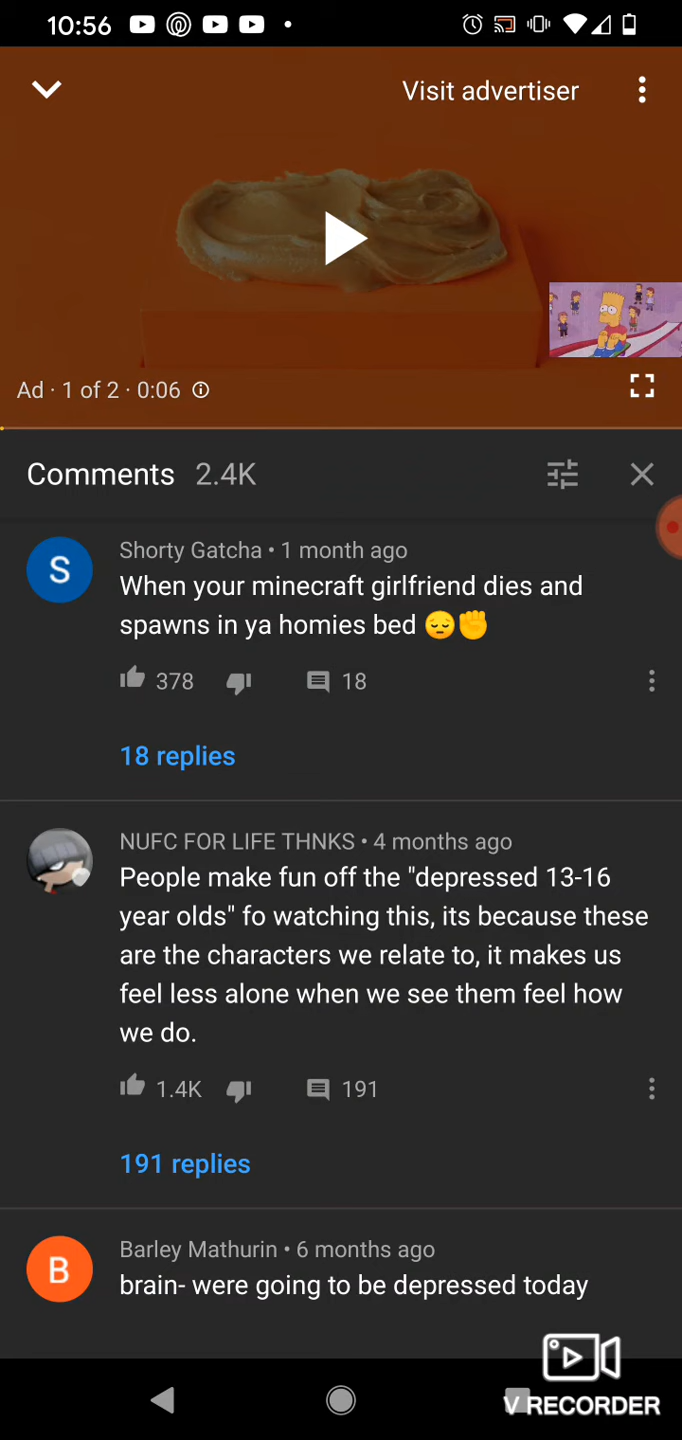 10:56
Visit advertiser
Ad · 1 of 2 · 0:06
Comments 2.4K
S
Shorty Gatcha • 1 month ago
When your minecraft girlfriend dies and
spawns in ya homies bed 😔✊
378 18
18 replies
NUFC FOR LIFE THNKS • 4 months ago
People make fun off the "depressed 13-16
year olds" fo watching this, its because these
are the characters we relate to, it makes us
feel less alone when we see them feel how
we do.
1.4K 191
191 replies
B
Barley Mathurin • 6 months ago
brain- were going to be depressed today
V RECORDER